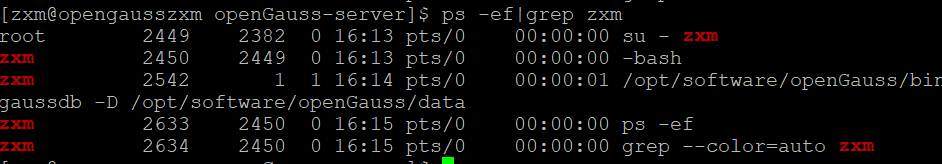 [zxm@opengausszxm openGauss-server]$ ps -ef|grep zxm
root 2449 2382 0 16:13 pts/0 00:00:00 su - zxm
zxm 2450 2449 0 16:13 pts/0 00:00:00 -bash
zxm 2542 1 1 16:14 pts/0 00:00:01 /opt/software/openGauss/bin
gaussdb -D /opt/software/openGauss/data
zxm 2633 2450 0 16:15 pts/0 00:00:00 ps -ef
zxm 2634 2450 0 16:15 pts/0 00:00:00 grep --color=auto zxm